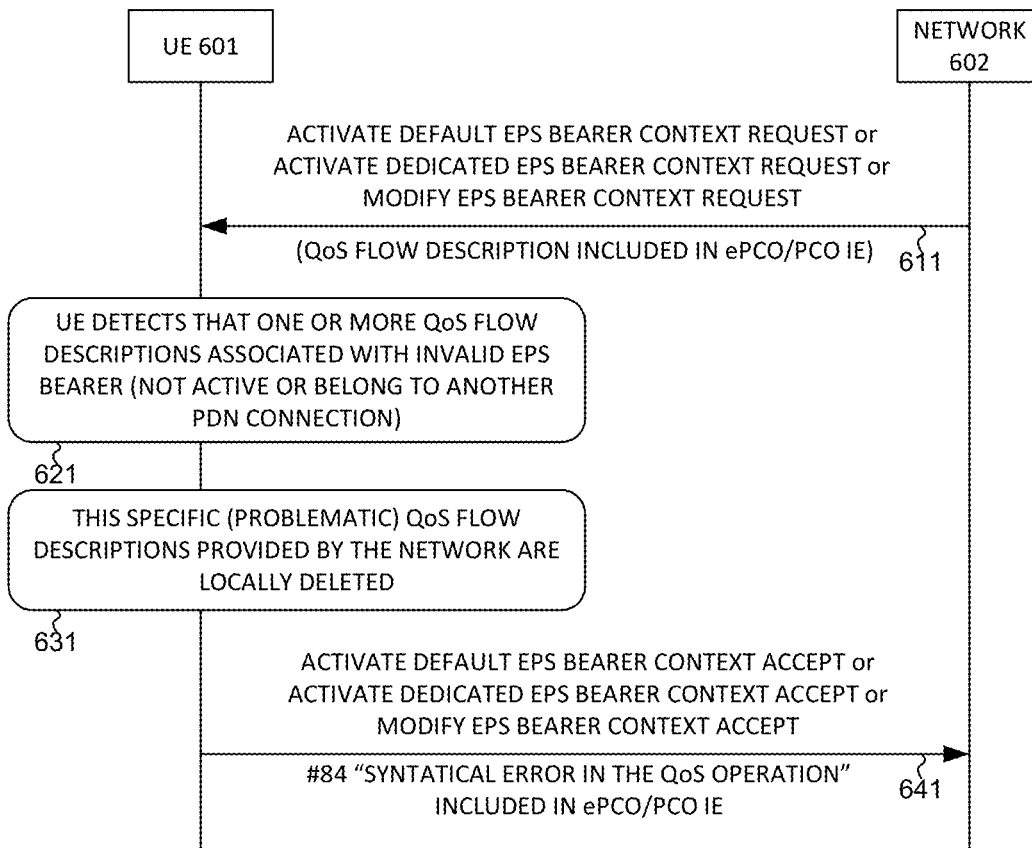 UE 601
NETWORK
602
ACTIVATE DEFAULT EPS BEARER CONTEXT REQUEST or
ACTIVATE DEDICATED EPS BEARER CONTEXT REQUEST or
MODIFY EPS BEARER CONTEXT REQUEST
(QoS FLOW DESCRIPTION INCLUDED IN ePCO/PCO IE)
611
UE DETECTS THAT ONE OR MORE QoS FLOW
DESCRIPTIONS ASSOCIATED WITH INVALID EPS
BEARER (NOT ACTIVE OR BELONG TO ANOTHER
PDN CONNECTION)
621
THIS SPECIFIC (PROBLEMATIC) QoS FLOW
DESCRIPTIONS PROVIDED BY THE NETWORK ARE
LOCALLY DELETED
631
ACTIVATE DEFAULT EPS BEARER CONTEXT ACCEPT or
ACTIVATE DEDICATED EPS BEARER CONTEXT ACCEPT or
MODIFY EPS BEARER CONTEXT ACCEPT
#84 “SYNTATICAL ERROR IN THE QoS OPERATION”
INCLUDED IN ePCO/PCO IE
641